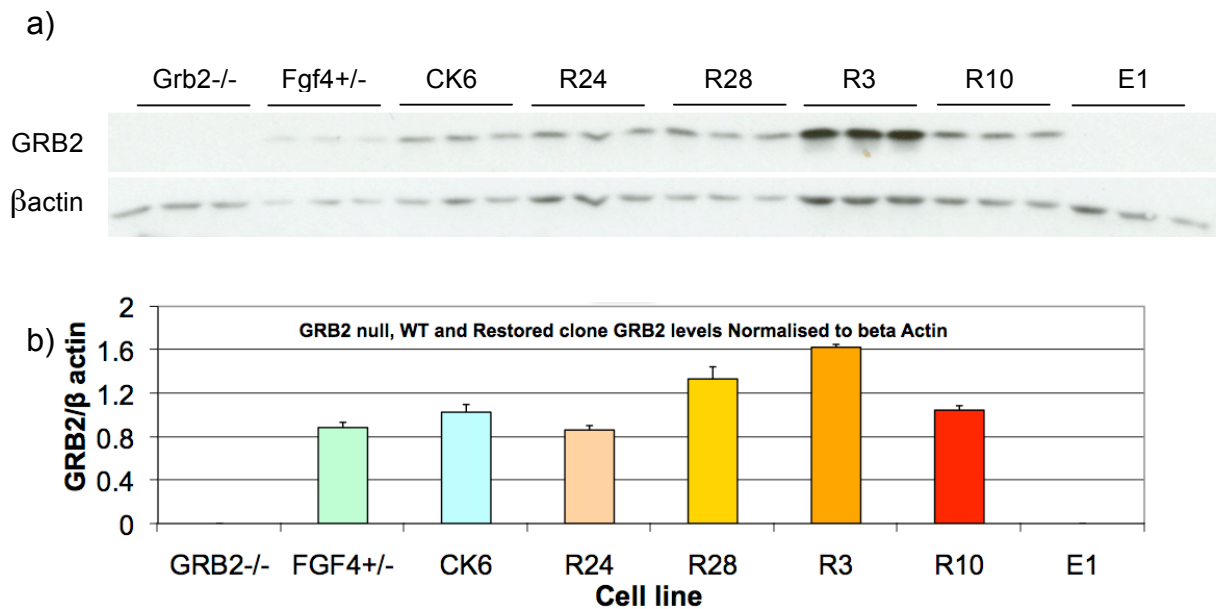 a)
Grb2-/- Fgf4+/- CK6 R24 R28 R3 R10 E1
GRB2
βactin
b)
GRB2 null, WT and Restored clone GRB2 levels Normalised to beta Actin
GRB2/β actin
2
1.6
1.2
0.8
0.4
0
GRB2-/- FGF4+/- CK6 R24 R28 R3 R10 E1
Cell line